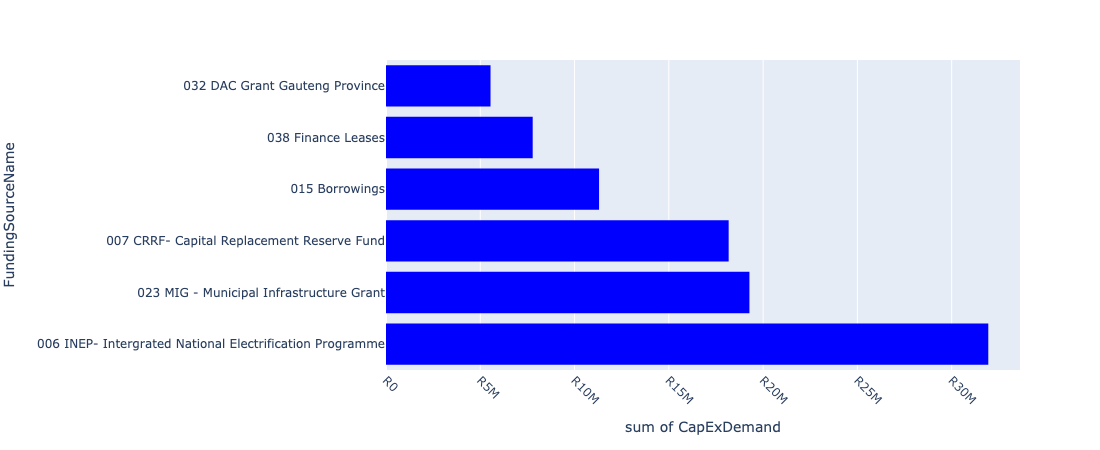 032 DAC Grant Gauteng Province
038 Finance Leases
015 Borrowings
007 CRRF- Capital Replacement Reserve Fund
023 MIG - Municipal Infrastructure Grant
006 INEP- Intergrated National Electrification Programme
FundingSourceName
R0
R5M
R10M
R15M
R20M
R25M
R30M
sum of CapExDemand